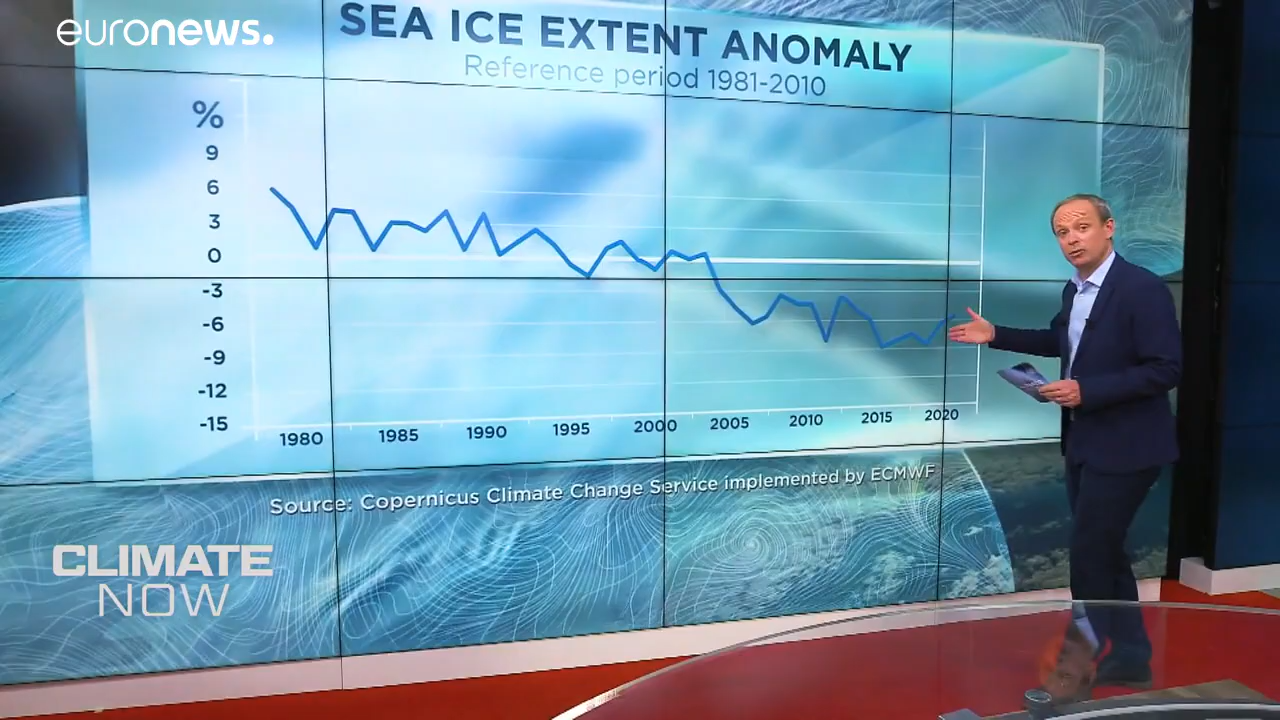 euronews.
SEA ICE EXTENT ANOMALY
Reference period 1981-2010
%
9
6
3
0
-3
-6
-9
-12
-15
1980 1985 1990 1995 2000 2005 2010 2015 2020
Source: Copernicus Climate Change Service implemented by ECMWF
CLIMATE
NOW